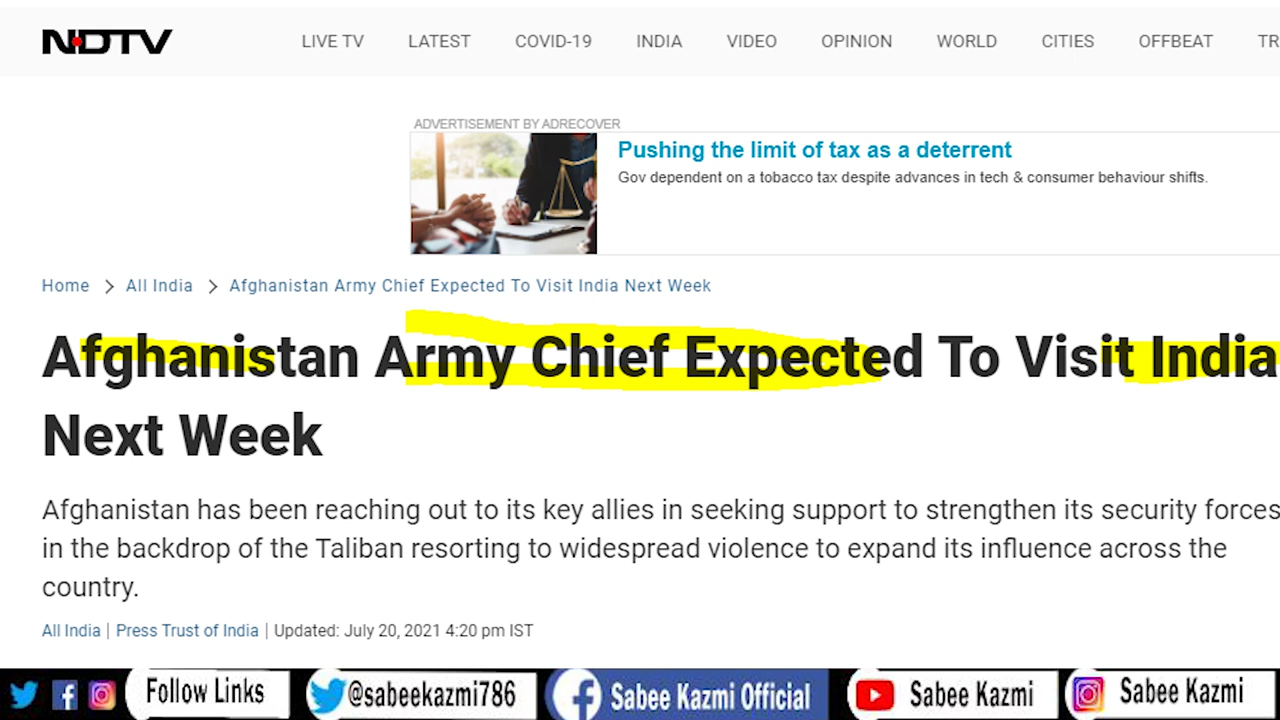 NDTV
LIVE TV LATEST COVID-19 INDIA VIDEO OPINION WORLD CITIES OFFBEAT TR
ADVERTISEMENT BY ADRECOVER
Pushing the limit of tax as a deterrent
Gov dependent on a tobacco tax despite advances in tech & consumer behaviour shifts.
Home > All India > Afghanistan Army Chief Expected To Visit India Next Week
Afghanistan Army Chief Expected To Visit India
Next Week
Afghanistan has been reaching out to its key allies in seeking support to strengthen its security forces
in the backdrop of the Taliban resorting to widespread violence to expand its influence across the
country.
All India | Press Trust of India | Updated: July 20, 2021 4:20 pm IST
Follow Links @sabeekazmi786 Sabee Kazmi Official Sabee Kazmi Sabee Kazmi